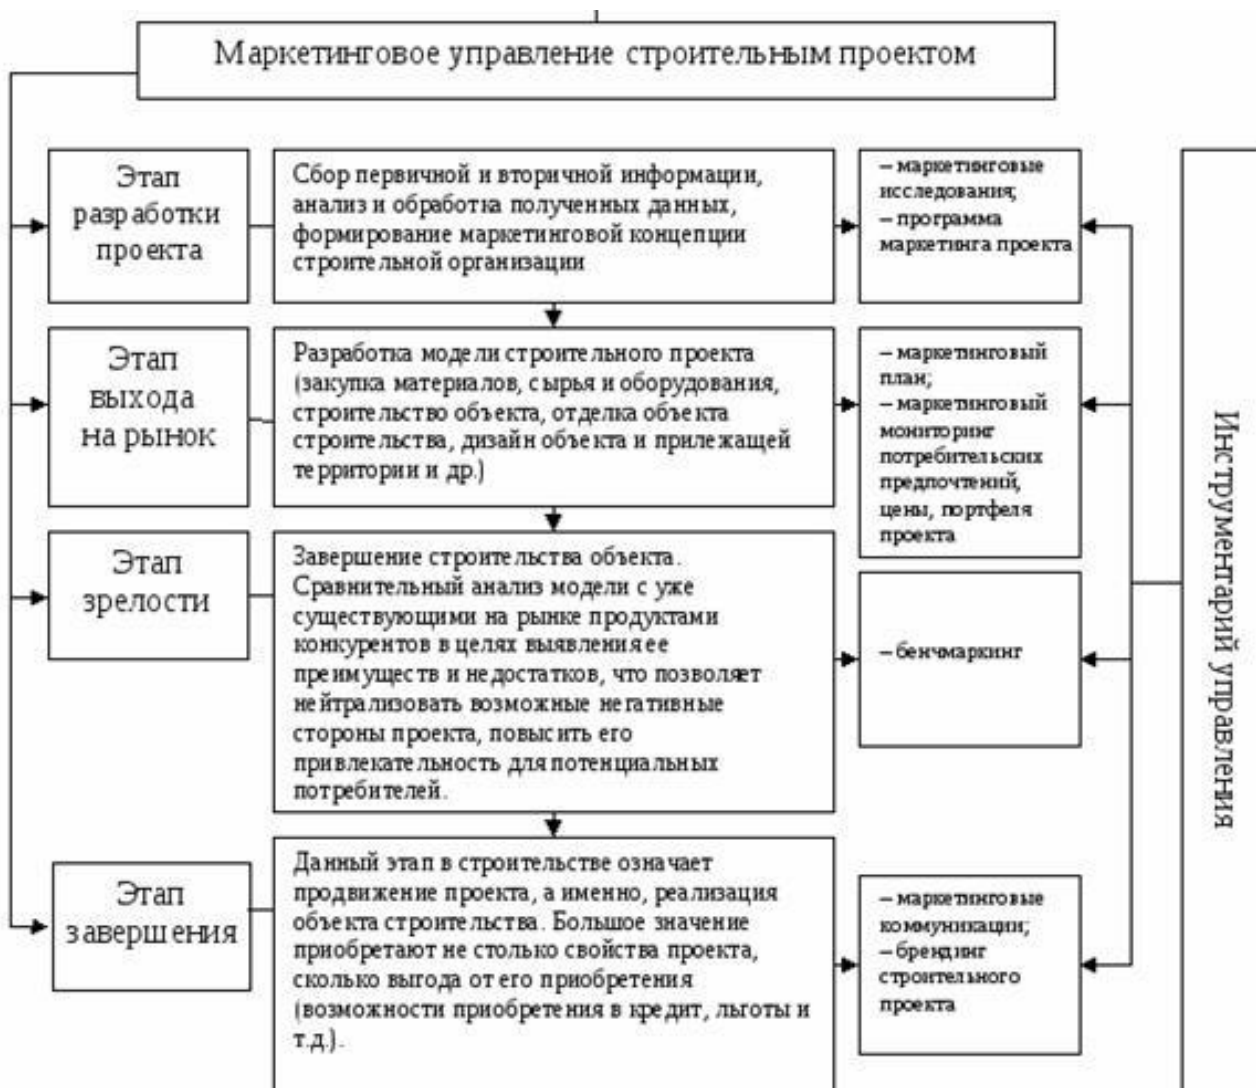 Маркетинговое управление строительным проектом
Этап
разработки
проекта
Сбор первичной и вторичной информации,
анализ и обработка полученных данных,
формирование маркетинговой концепции
строительной организации
– маркетинговые
исследования;
– программа
маркетинга проекта
Этап
выхода
на рынок
Разработка модели строительного проекта
(закупка материалов, сырья и оборудования,
строительство объекта, отделка объекта
строительства, дизайн объекта и прилежащей
территории и др.)
– маркетинговый
план;
– маркетинговый
мониторинг
потребительских
предпочтений,
цены, портфеля
проекта
Этап
зрелости
Завершение строительства объекта.
Сравнительный анализ модели с уже
существующими на рынке продуктами
конкурентов в целях выявления ее
преимуществ и недостатков, что позволяет
нейтрализовать возможные негативные
стороны проекта, повысить его
привлекательность для потенциальных
потребителей.
– бенчмаркинг
Этап
завершения
Данный этап в строительстве означает
продвижение проекта, а именно, реализация
объекта строительства. Большое значение
приобретают не столько свойства проекта,
сколько выгода от его приобретения
(возможности приобретения в кредит, льготы и
т.д.).
– маркетинговые
коммуникации;
– брендинг
строительного
проекта
Инструментарий управления